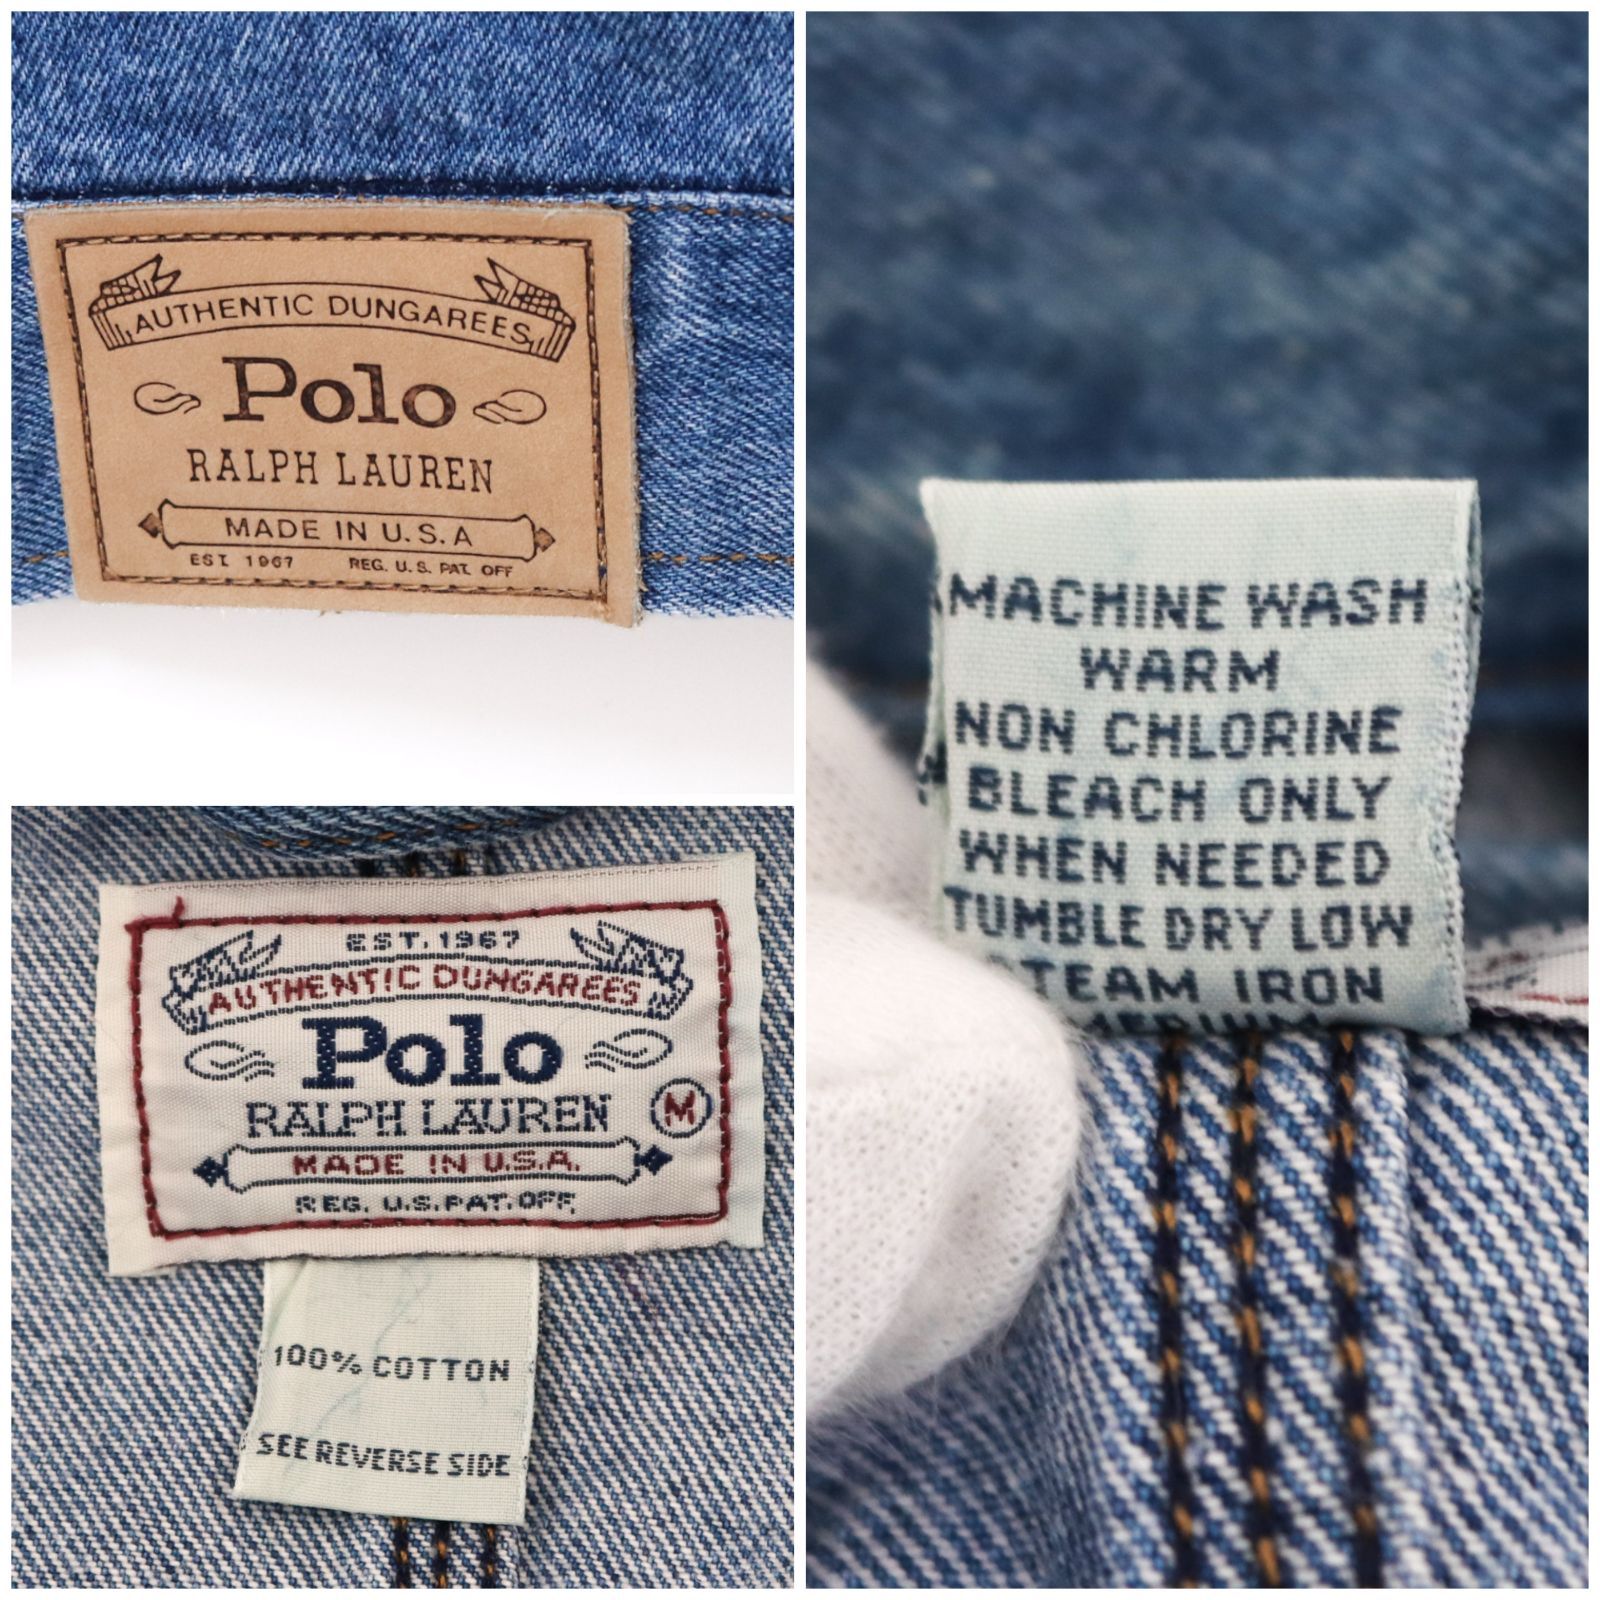 AUTHENTIC DUNGAREES
Polo
RALPH LAUREN
MADE IN U.S.A
EST. 1967 REG. U.S. PAT. OFF
EST. 1967
AUTHENTIC DUNGAREES
Polo
RALPH LAUREN M
MADE IN U.S.A.
REG. U.S. PAT. OFF.
100% COTTON
SEE REVERSE SIDE
MACHINE WASH
WARM
NON CHLORINE
BLEACH ONLY
WHEN NEEDED
TUMBLE DRY LOW
TEAM IRON